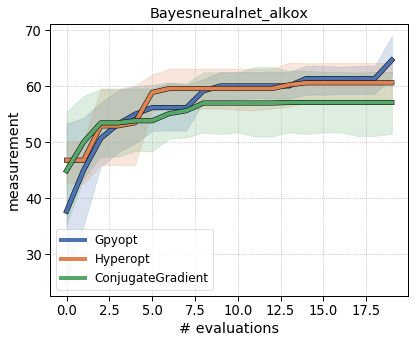 Bayesneuralnet_alkox
70
60
50
40
30
measurement
Gpyopt
Hyperopt
ConjugateGradient
0.0 2.5 5.0 7.5 10.0 12.5 15.0 17.5
# evaluations